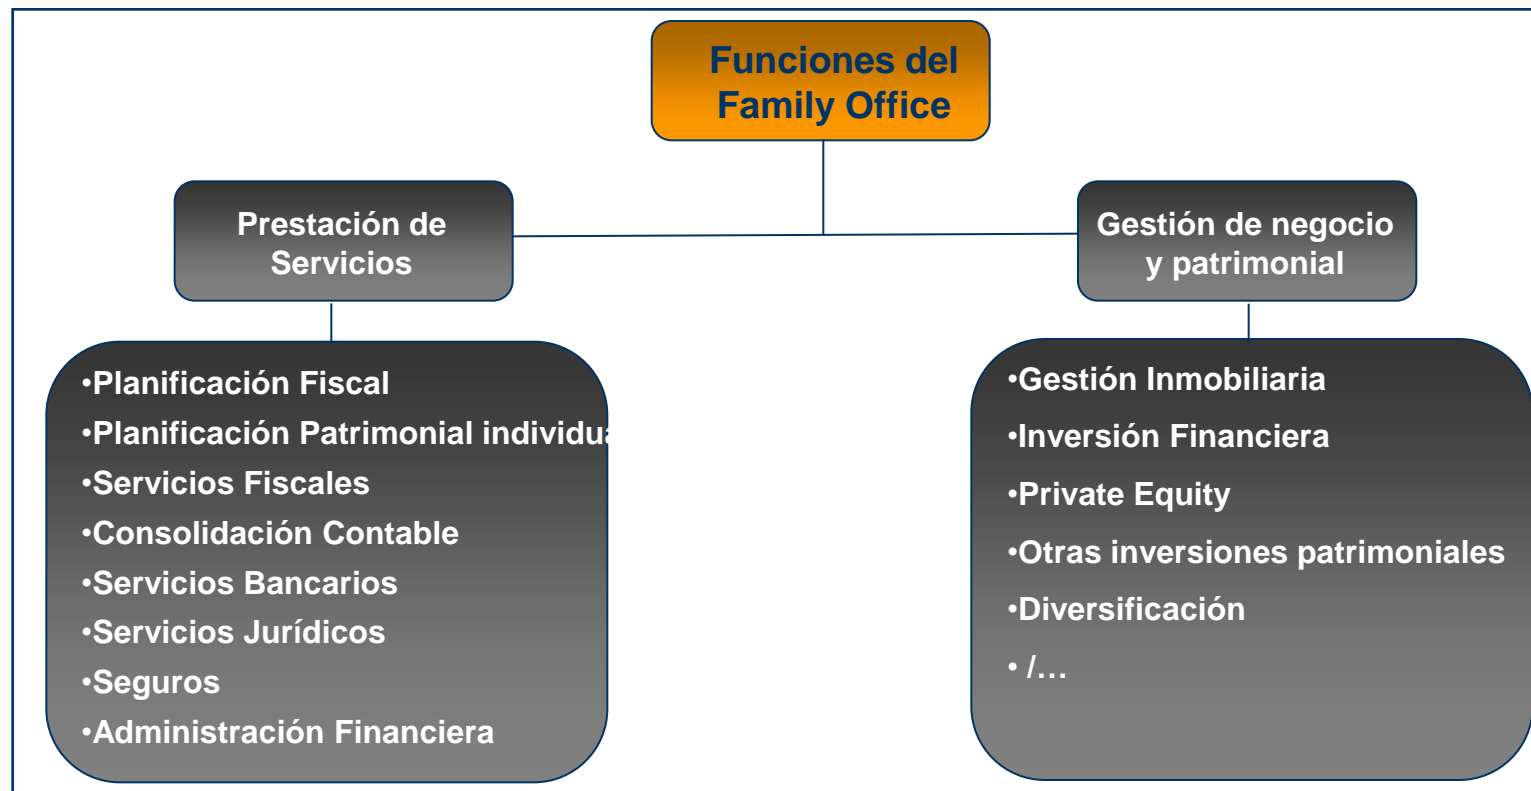 Funciones del
Family Office
Prestación de
Servicios
Gestión de negocio
y patrimonial
•Planificación Fiscal
•Planificación Patrimonial individua
•Servicios Fiscales
•Consolidación Contable
•Servicios Bancarios
•Servicios Jurídicos
•Seguros
•Administración Financiera
•Gestión Inmobiliaria
•Inversión Financiera
•Private Equity
•Otras inversiones patrimoniales
•Diversificación
• /…